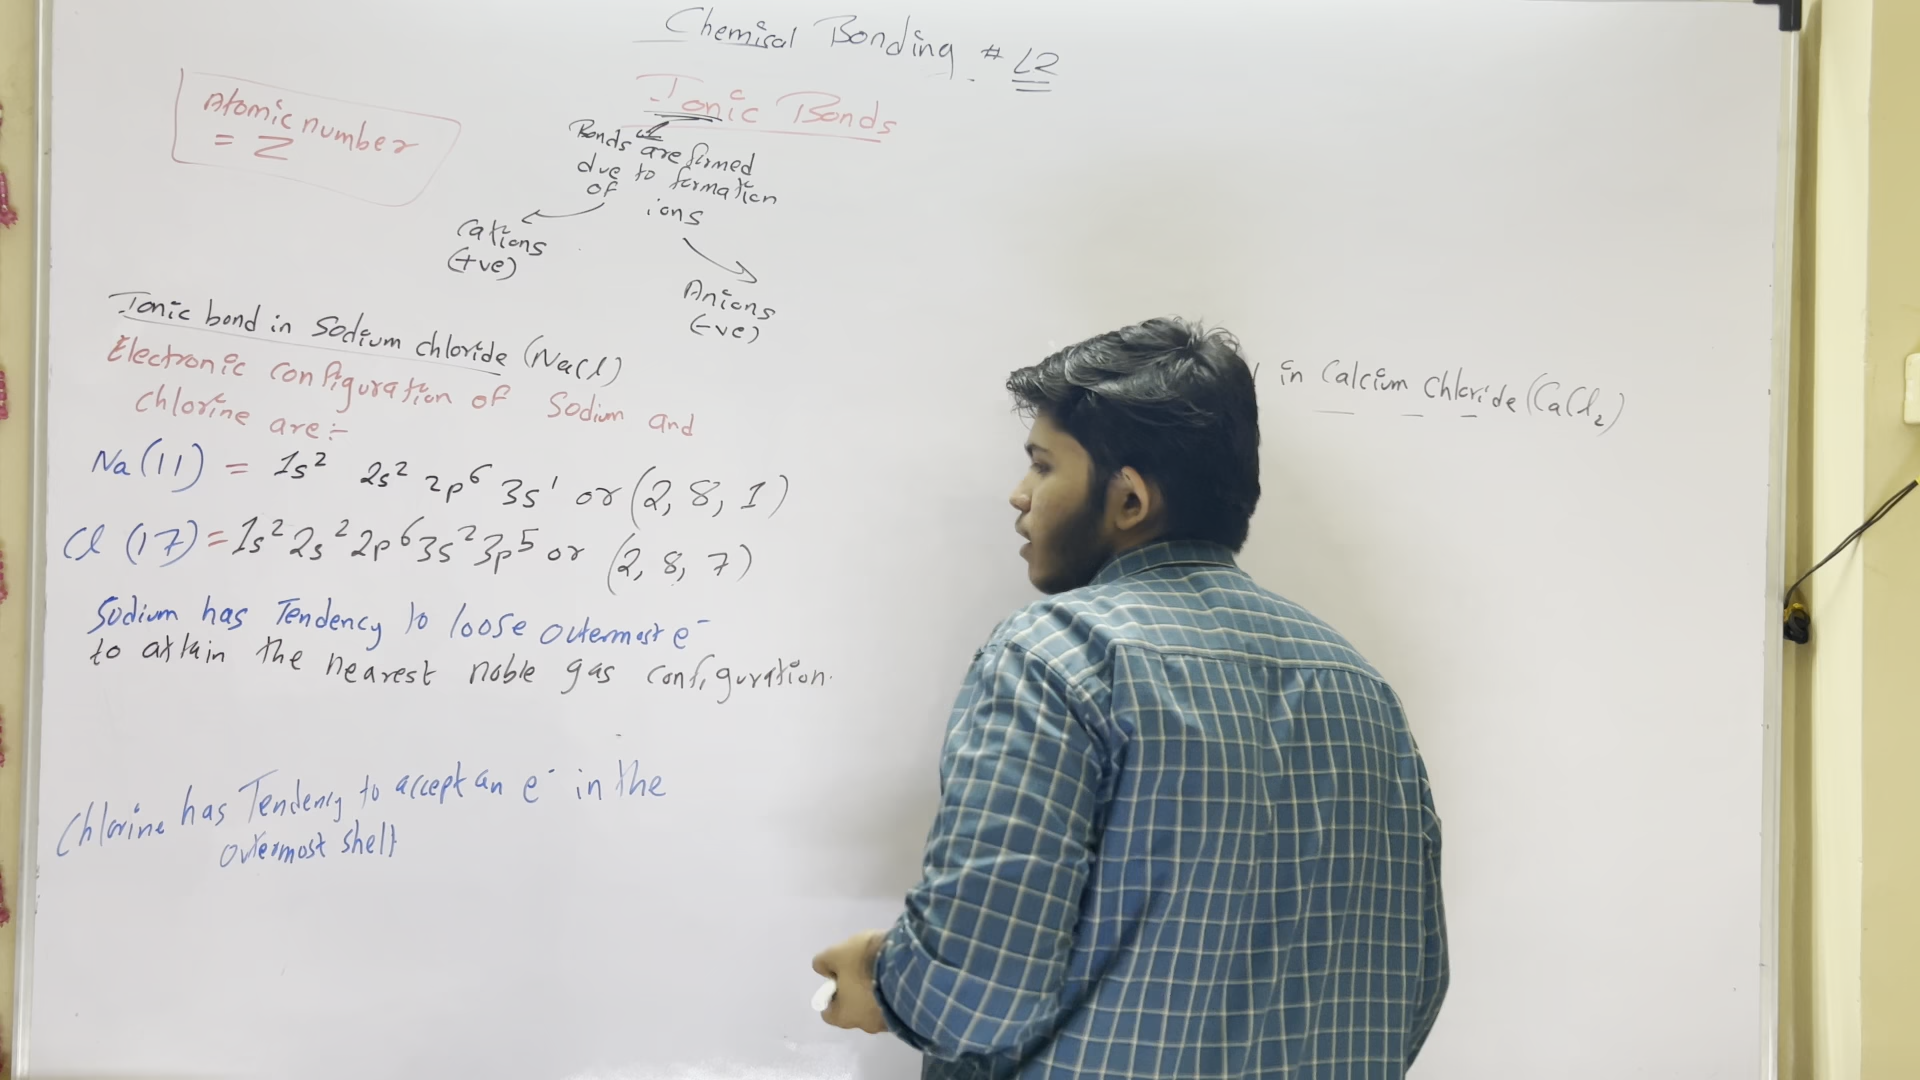 Chemical Bonding # L2
Ionic Bonds
Atomic number
= Z
Bonds are formed
due to formation
of ions
Cations
(+ve)
Anions
(-ve)
Ionic bond in Sodium chloride (NaCl)
Electronic configuration of Sodium and
chlorine are :-
Na (11) = 1s² 2s² 2p⁶ 3s¹ or (2, 8, 1)
Cl (17) = 1s² 2s² 2p⁶ 3s² 3p⁵ or (2, 8, 7)
Sodium has Tendency to loose outermost e⁻
to attain the nearest noble gas configuration.
Chlorine has Tendency to accept an e⁻ in the
outermost shell
in Calcium Chloride (CaCl₂)